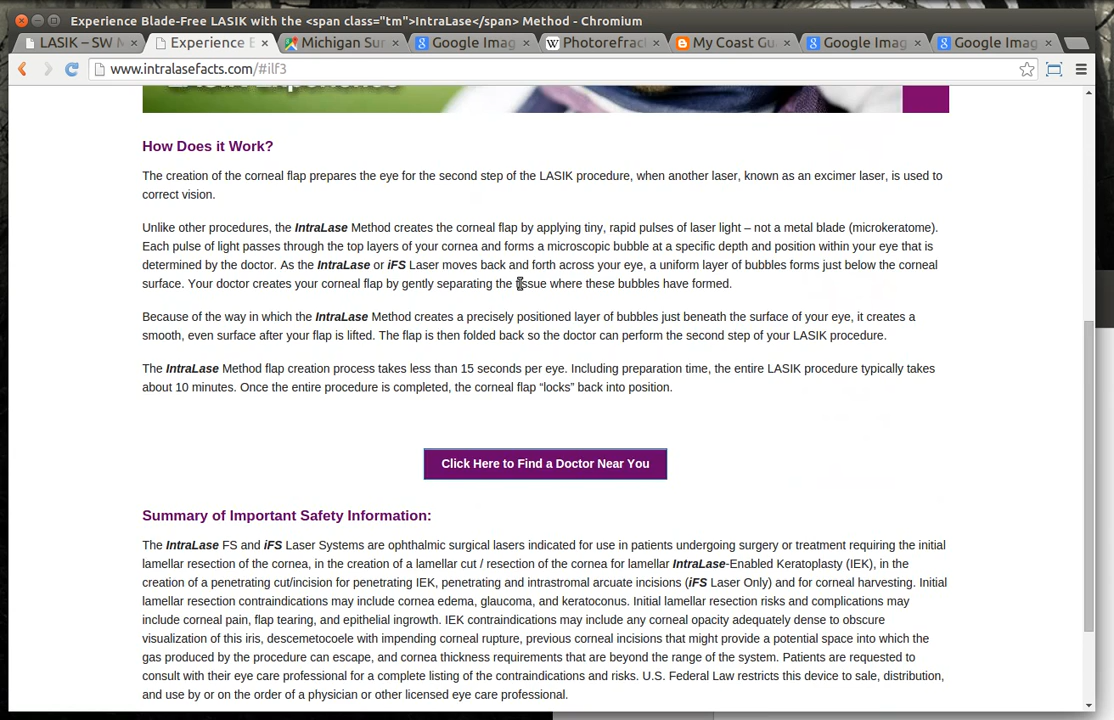 Experience Blade-Free LASIK with the <span class="tm">IntraLase</span> Method - Chromium
LASIK – SW M
Experience B
Michigan Sur
Google Imag
Photorefrac
My Coast Gu
Google Imag
Google Imag
www.intralasefacts.com/#ilf3
How Does it Work?
The creation of the corneal flap prepares the eye for the second step of the LASIK procedure, when another laser, known as an excimer laser, is used to
correct vision.
Unlike other procedures, the IntraLase Method creates the corneal flap by applying tiny, rapid pulses of laser light – not a metal blade (microkeratome).
Each pulse of light passes through the top layers of your cornea and forms a microscopic bubble at a specific depth and position within your eye that is
determined by the doctor. As the IntraLase or iFS Laser moves back and forth across your eye, a uniform layer of bubbles forms just below the corneal
surface. Your doctor creates your corneal flap by gently separating the tissue where these bubbles have formed.
Because of the way in which the IntraLase Method creates a precisely positioned layer of bubbles just beneath the surface of your eye, it creates a
smooth, even surface after your flap is lifted. The flap is then folded back so the doctor can perform the second step of your LASIK procedure.
The IntraLase Method flap creation process takes less than 15 seconds per eye. Including preparation time, the entire LASIK procedure typically takes
about 10 minutes. Once the entire procedure is completed, the corneal flap “locks” back into position.
Click Here to Find a Doctor Near You
Summary of Important Safety Information:
The IntraLase FS and iFS Laser Systems are ophthalmic surgical lasers indicated for use in patients undergoing surgery or treatment requiring the initial
lamellar resection of the cornea, in the creation of a lamellar cut / resection of the cornea for lamellar IntraLase-Enabled Keratoplasty (IEK), in the
creation of a penetrating cut/incision for penetrating IEK, penetrating and intrastromal arcuate incisions (iFS Laser Only) and for corneal harvesting. Initial
lamellar resection contraindications may include cornea edema, glaucoma, and keratoconus. Initial lamellar resection risks and complications may
include corneal pain, flap tearing, and epithelial ingrowth. IEK contraindications may include any corneal opacity adequately dense to obscure
visualization of this iris, descemetocoele with impending corneal rupture, previous corneal incisions that might provide a potential space into which the
gas produced by the procedure can escape, and cornea thickness requirements that are beyond the range of the system. Patients are requested to
consult with their eye care professional for a complete listing of the contraindications and risks. U.S. Federal Law restricts this device to sale, distribution,
and use by or on the order of a physician or other licensed eye care professional.